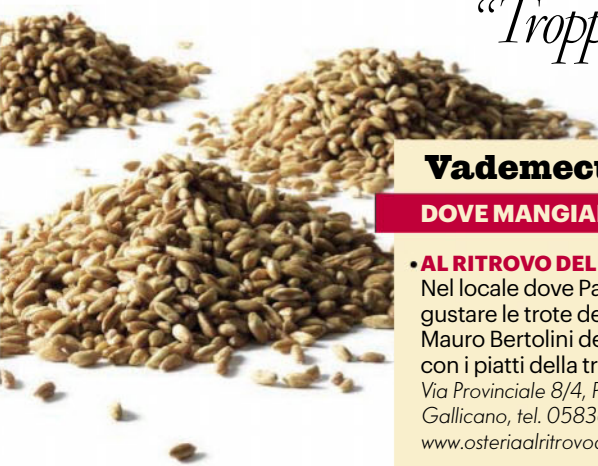 “Tropp
Vademecu
DOVE MANGIA
• AL RITROVO DEL
Nel locale dove Pa
gustare le trote de
Mauro Bertolini de
con i piatti della tr
Via Provinciale 8/4,
Gallicano, tel. 0583
www.osteriaalritrovo